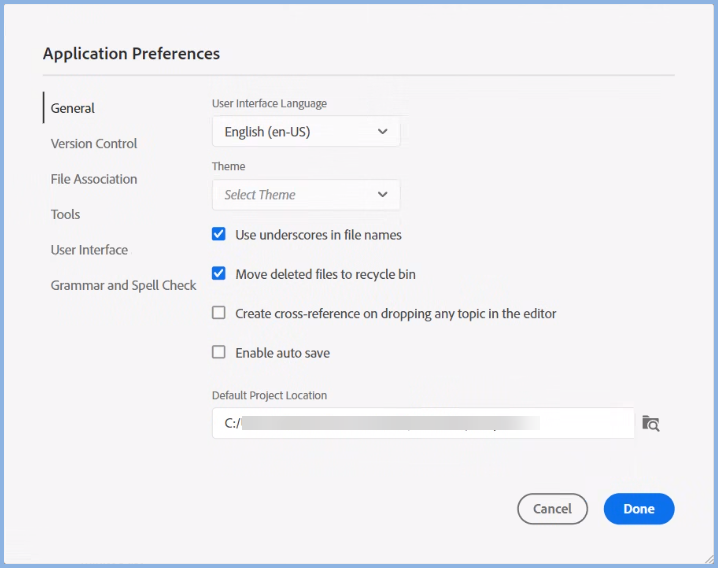 Application Preferences
General
Version Control
File Association
Tools
User Interface
Grammar and Spell Check
User Interface Language
English (en-US)
Theme
Select Theme
Use underscores in file names
Move deleted files to recycle bin
Create cross-reference on dropping any topic in the editor
Enable auto save
Default Project Location
C:/
Cancel
Done